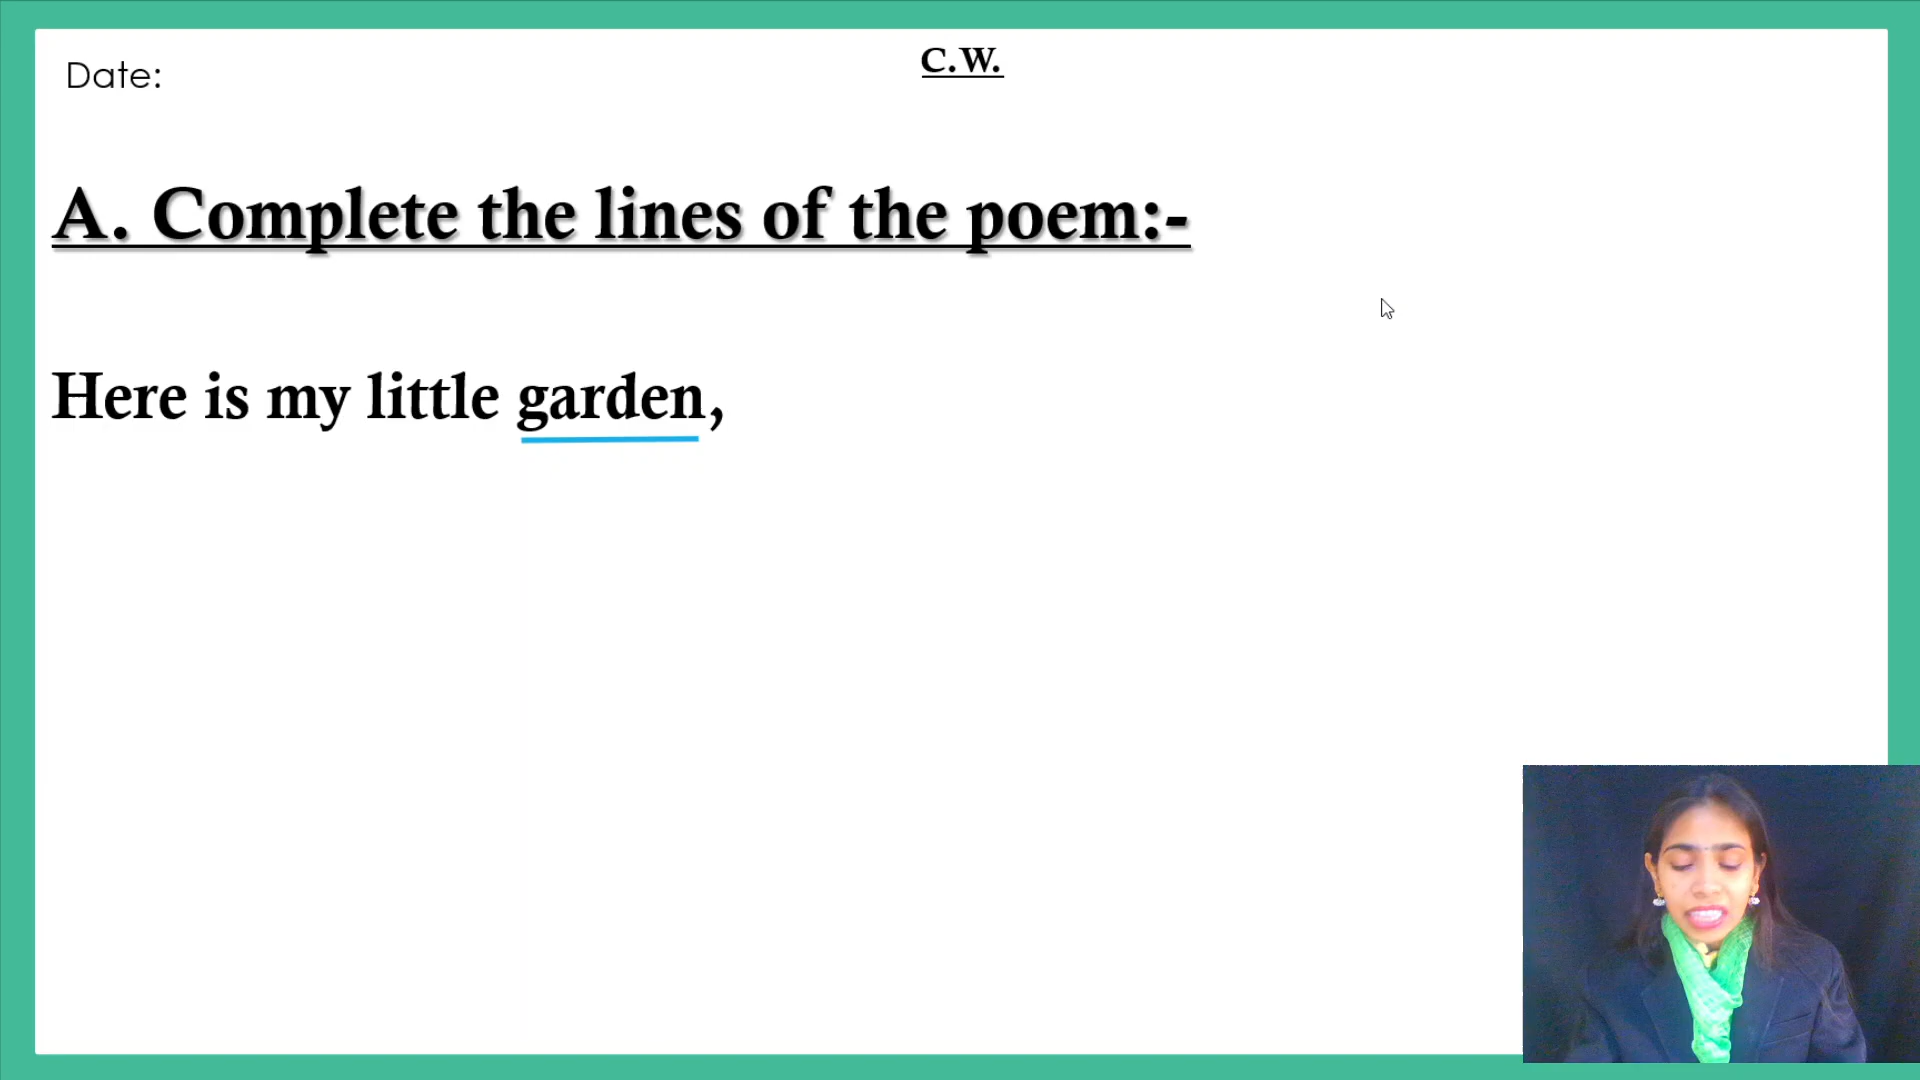 C.W.
Date:
A. Complete the lines of the poem:-
Here is my little garden,